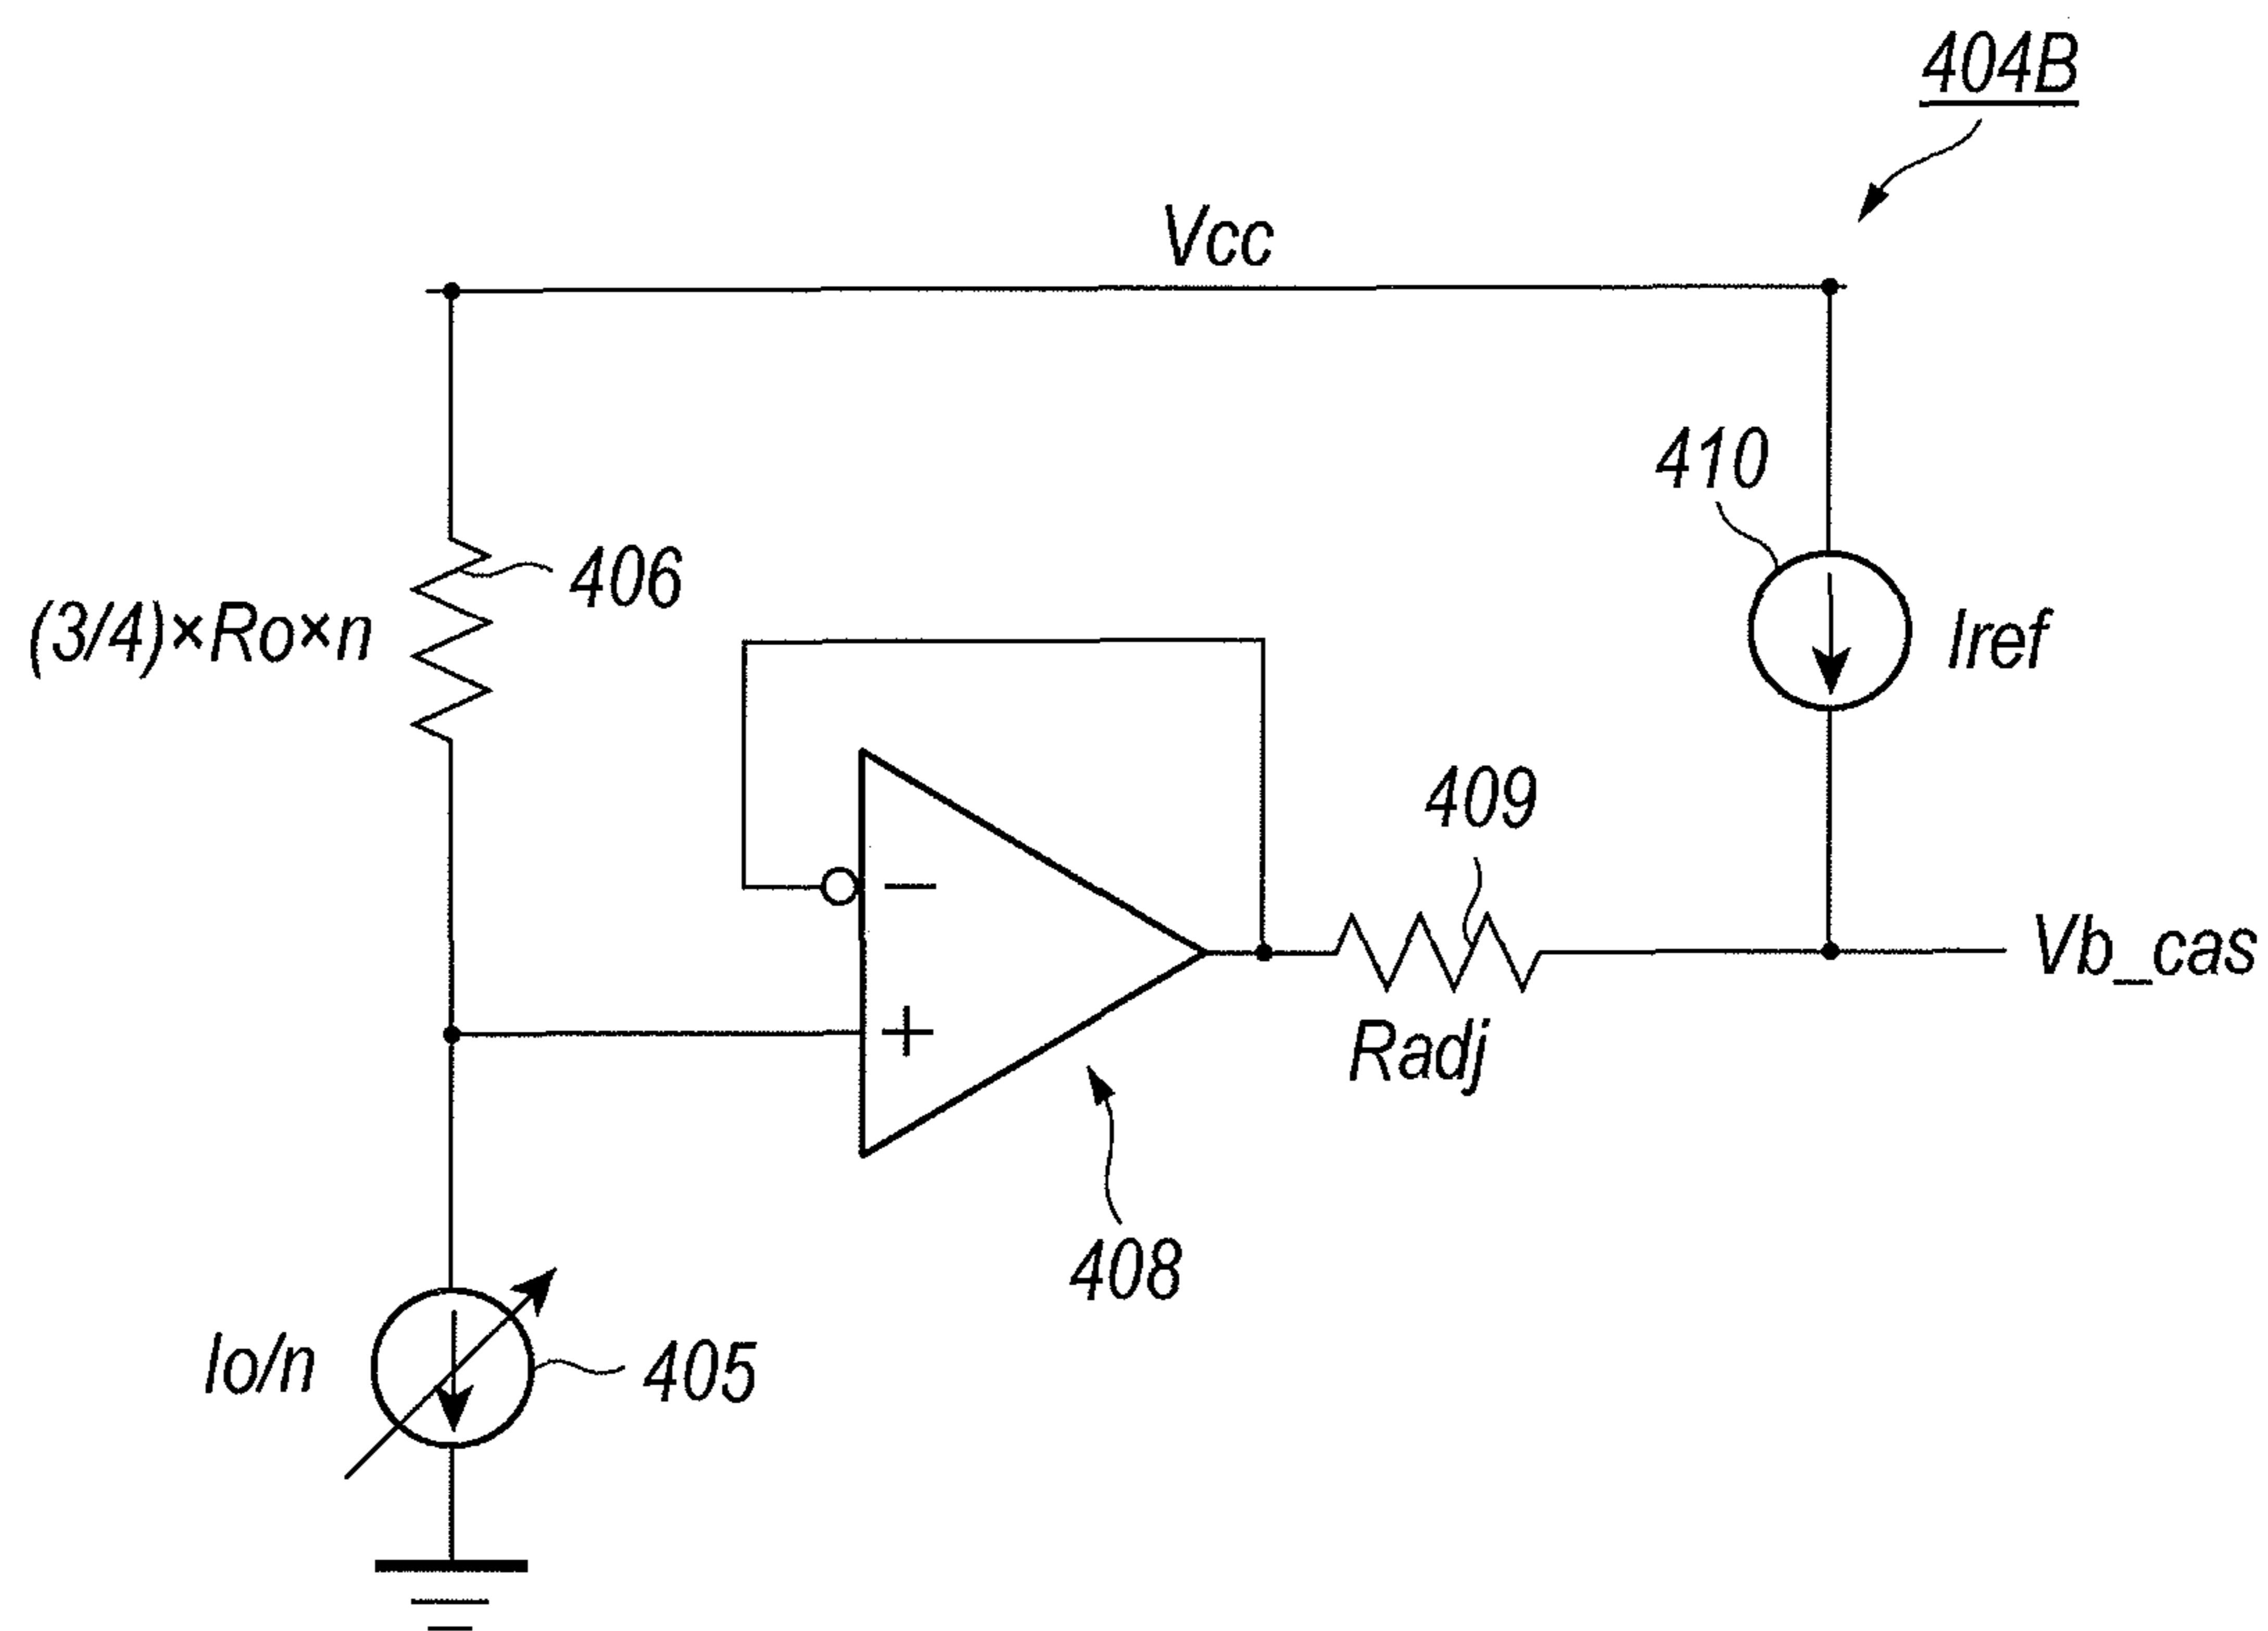 404B
Vcc
410
406
(3/4)×Ro×n
Iref
409
−
Vb_cas
+
Radj
408
Io/n
405